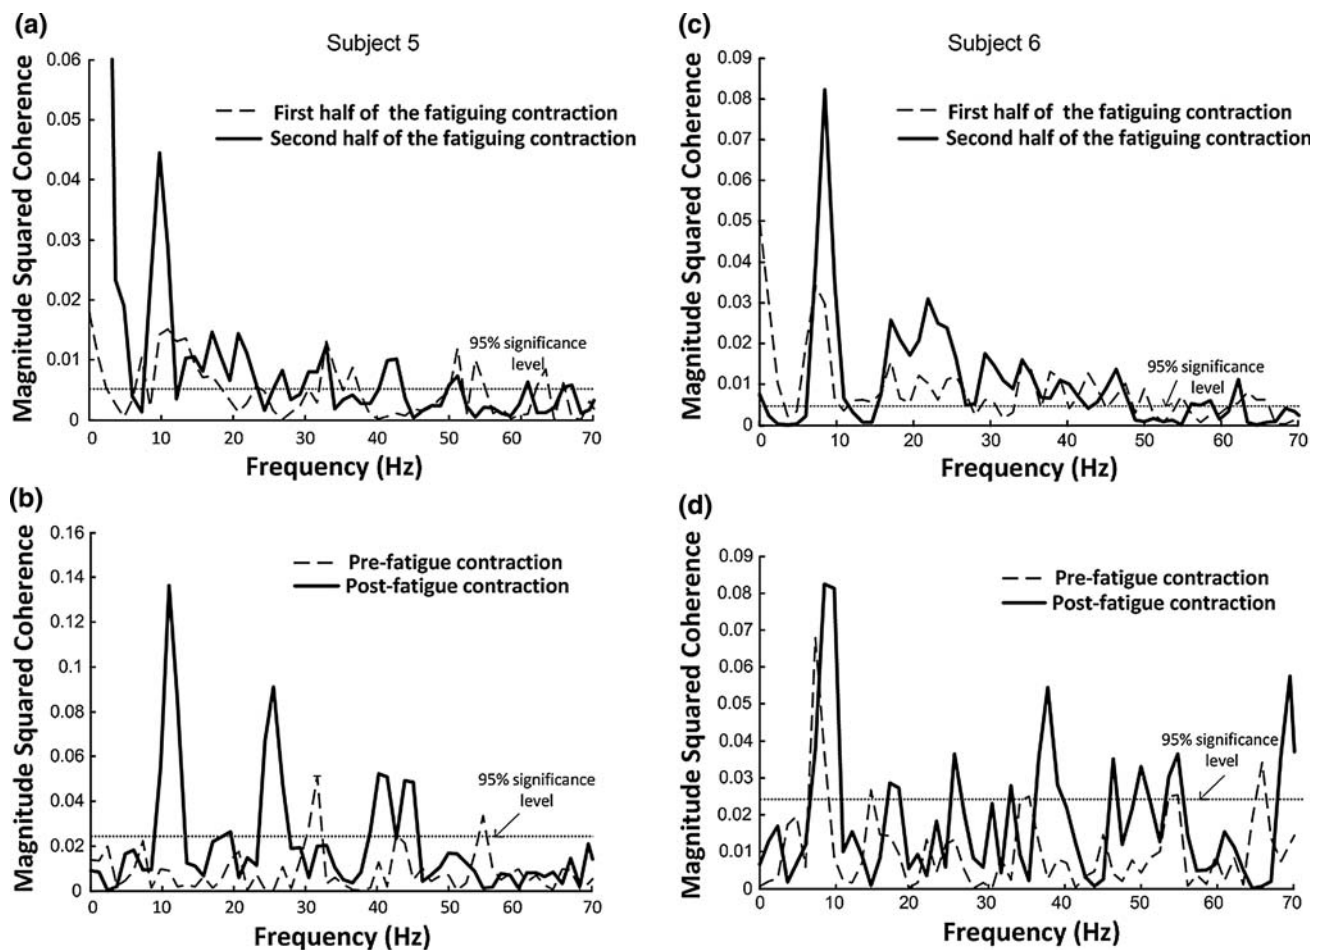 (a)
Subject 5
Magnitude Squared Coherence
0.06
0.05
0.04
0.03
0.02
0.01
0
First half of the fatiguing contraction
Second half of the fatiguing contraction
95% significance
level
0 10 20 30 40 50 60 70
Frequency (Hz)
(c)
Subject 6
Magnitude Squared Coherence
0.09
0.08
0.07
0.06
0.05
0.04
0.03
0.02
0.01
0
First half of the fatiguing contraction
Second half of the fatiguing contraction
95% significance
level
0 10 20 30 40 50 60 70
Frequency (Hz)
(b)
Magnitude Squared Coherence
0.16
0.14
0.12
0.1
0.08
0.06
0.04
0.02
0
Pre-fatigue contraction
Post-fatigue contraction
95% significance
level
0 10 20 30 40 50 60 70
Frequency (Hz)
(d)
Magnitude Squared Coherence
0.09
0.08
0.07
0.06
0.05
0.04
0.03
0.02
0.01
0
Pre-fatigue contraction
Post-fatigue contraction
95% significance
level
0 10 20 30 40 50 60 70
Frequency (Hz)